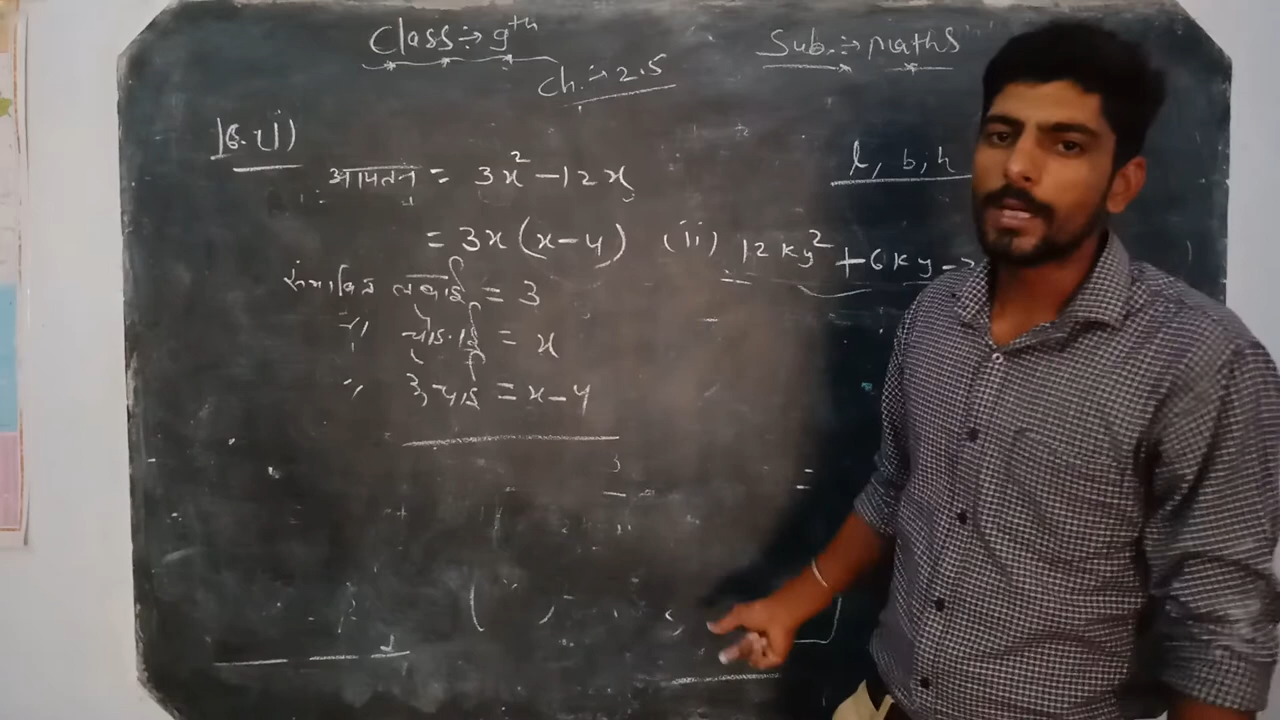 Class :→ 9th
Sub. :→ maths
Ch. :→ 2.5
16. (i)
l, b, h
आयतन = 3x² - 12x
= 3x (x - 4)
(ii) 12ky² + 6ky -
संभावित लंबाई = 3
〃 चौड़ाई = x
〃 ऊँचाई = x - 4